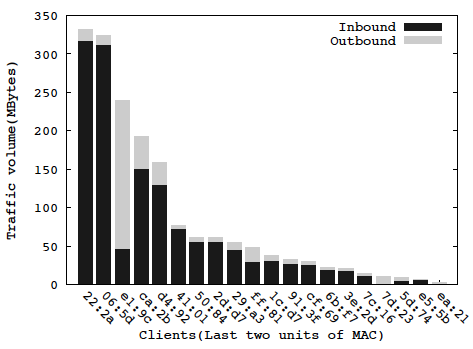 350
300
250
200
150
100
50
0
Traffic volume(MBytes)
Inbound
Outbound
22:2a
06:5d
e1:9c
ca:2b
d4:92
41:01
50:84
2d:d7
29:a3
ff:81
1c:d7
91:3f
cf:69
6b:f7
3e:2d
7c:16
7d:23
5d:74
e5:5b
ea:21
Clients(Last two units of MAC)